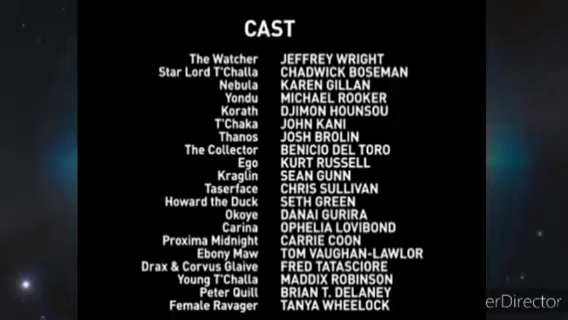 CAST
The Watcher JEFFREY WRIGHT
Star Lord T'Challa CHADWICK BOSEMAN
Nebula KAREN GILLAN
Yondu MICHAEL ROOKER
Korath DJIMON HOUNSOU
T'Chaka JOHN KANI
Thanos JOSH BROLIN
The Collector BENICIO DEL TORO
Ego KURT RUSSELL
Kraglin SEAN GUNN
Taserface CHRIS SULLIVAN
Howard the Duck SETH GREEN
Okoye DANAI GURIRA
Carina OPHELIA LOVIBOND
Proxima Midnight CARRIE COON
Ebony Maw TOM VAUGHAN-LAWLOR
Drax & Corvus Glaive FRED TATASCIORE
Young T'Challa MADDIX ROBINSON
Peter Quill BRIAN T. DELANEY
Female Ravager TANYA WHEELOCK
erDirector